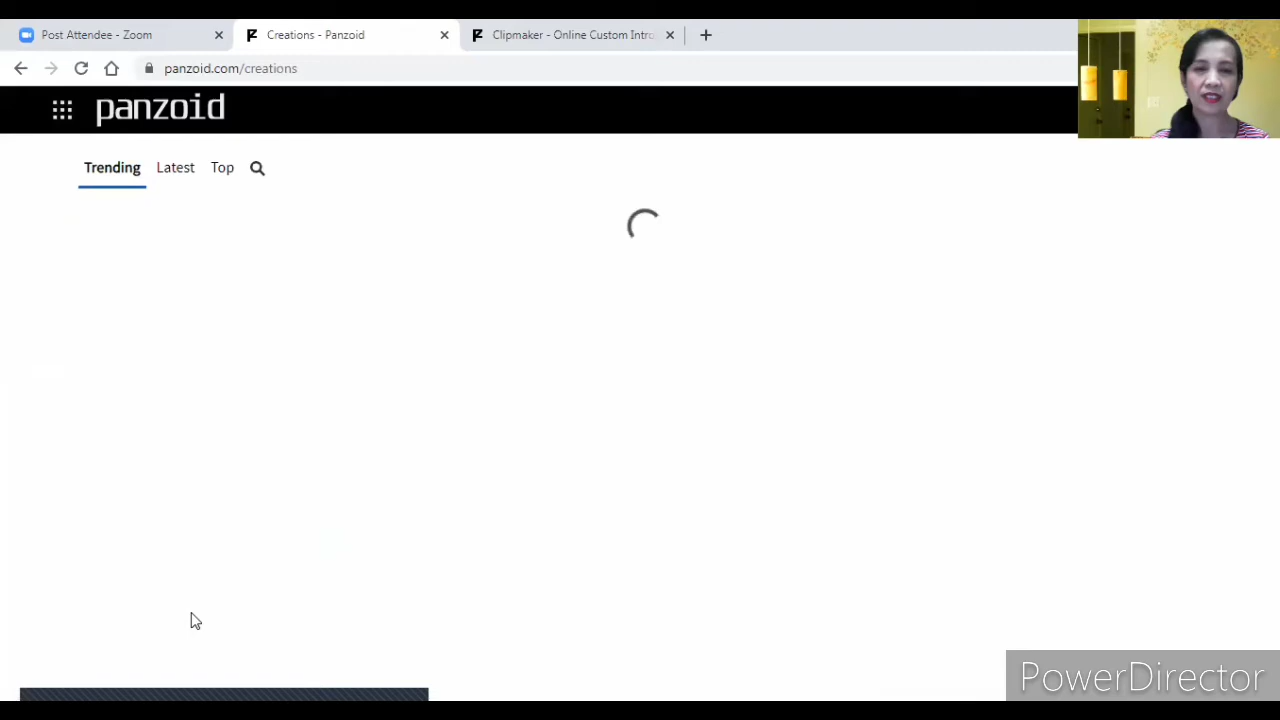 Post Attendee - Zoom
Creations - Panzoid
Clipmaker - Online Custom Intro
panzoid.com/creations
panzoid
Trending Latest Top
PowerDirector